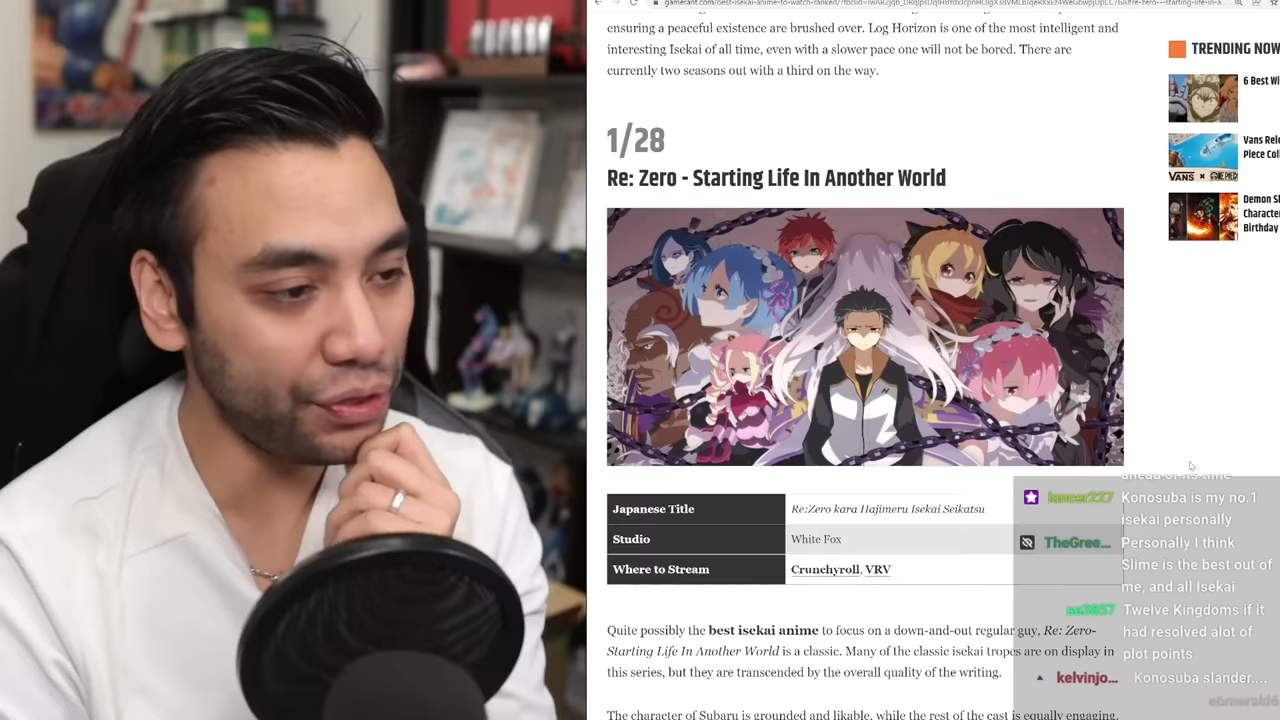 ensuring a peaceful existence are brushed over. Log Horizon is one of the most intelligent and
interesting Isekai of all time, even with a slower pace one will not be bored. There are
currently two seasons out with a third on the way.
TRENDING NOW
6 Best Wi
Vans Rele
Piece Coll
VANS
Demon Sl
Character
Birthday
1/28
Re: Zero - Starting Life In Another World
Japanese Title
Re:Zero kara Hajimeru Isekai Seikatsu
Studio
White Fox
Where to Stream
Crunchyroll, VRV
Quite possibly the best isekai anime to focus on a down-and-out regular guy, Re: Zero-
Starting Life In Another World is a classic. Many of the classic isekai tropes are on display in
this series, but they are transcended by the overall quality of the writing.
The character of Subaru is grounded and likable, while the rest of the cast is equally engaging.
ahead of its time
lancer227 Konosuba is my no.1
isekai personally
TheGree... Personally I think
Slime is the best out of
me, and all Isekai
Twelve Kingdoms if it
had resolved alot of
plot points
kelvinjo... Konosuba slander....